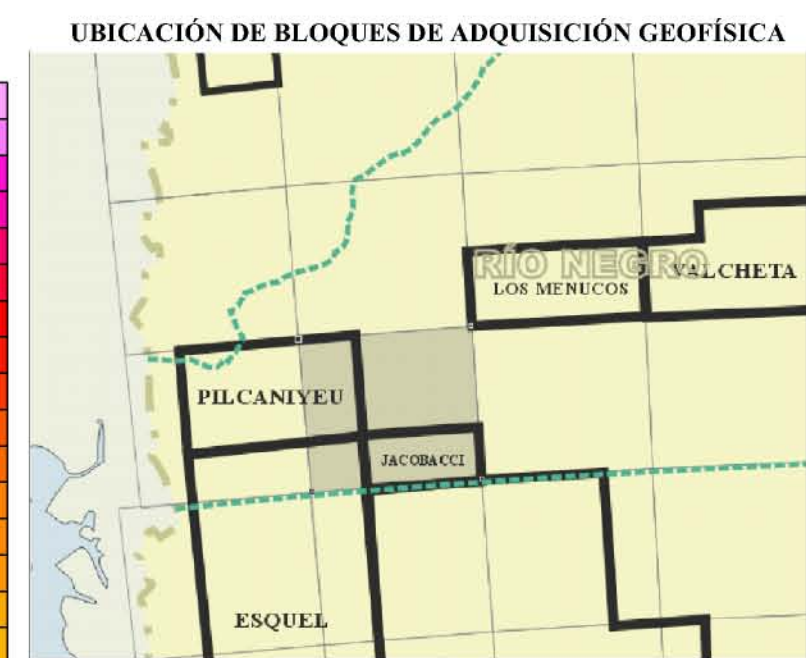 UBICACIÓN DE BLOQUES DE ADQUISICIÓN GEOFÍSICA
RÍO NEGRO
VALCHETA
LOS MENUCOS
PILCANIYEU
JACOBACCI
ESQUEL